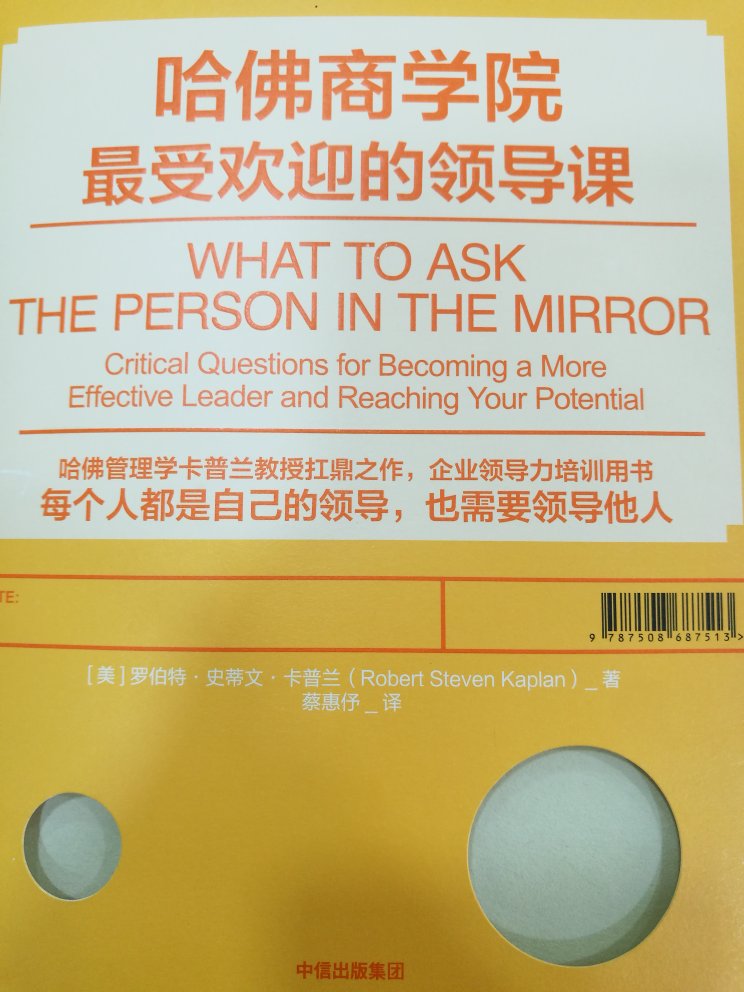 哈佛商学院
最受欢迎的领导课
WHAT TO ASK
THE PERSON IN THE MIRROR
Critical Questions for Becoming a More
Effective Leader and Reaching Your Potential
哈佛管理学卡普兰教授扛鼎之作，企业领导力培训用书
每个人都是自己的领导，也需要领导他人
TE:
9 787508 687513 >
[美]罗伯特·史蒂文·卡普兰（Robert Steven Kaplan）_ 著
蔡惠伃 _ 译
中信出版集团